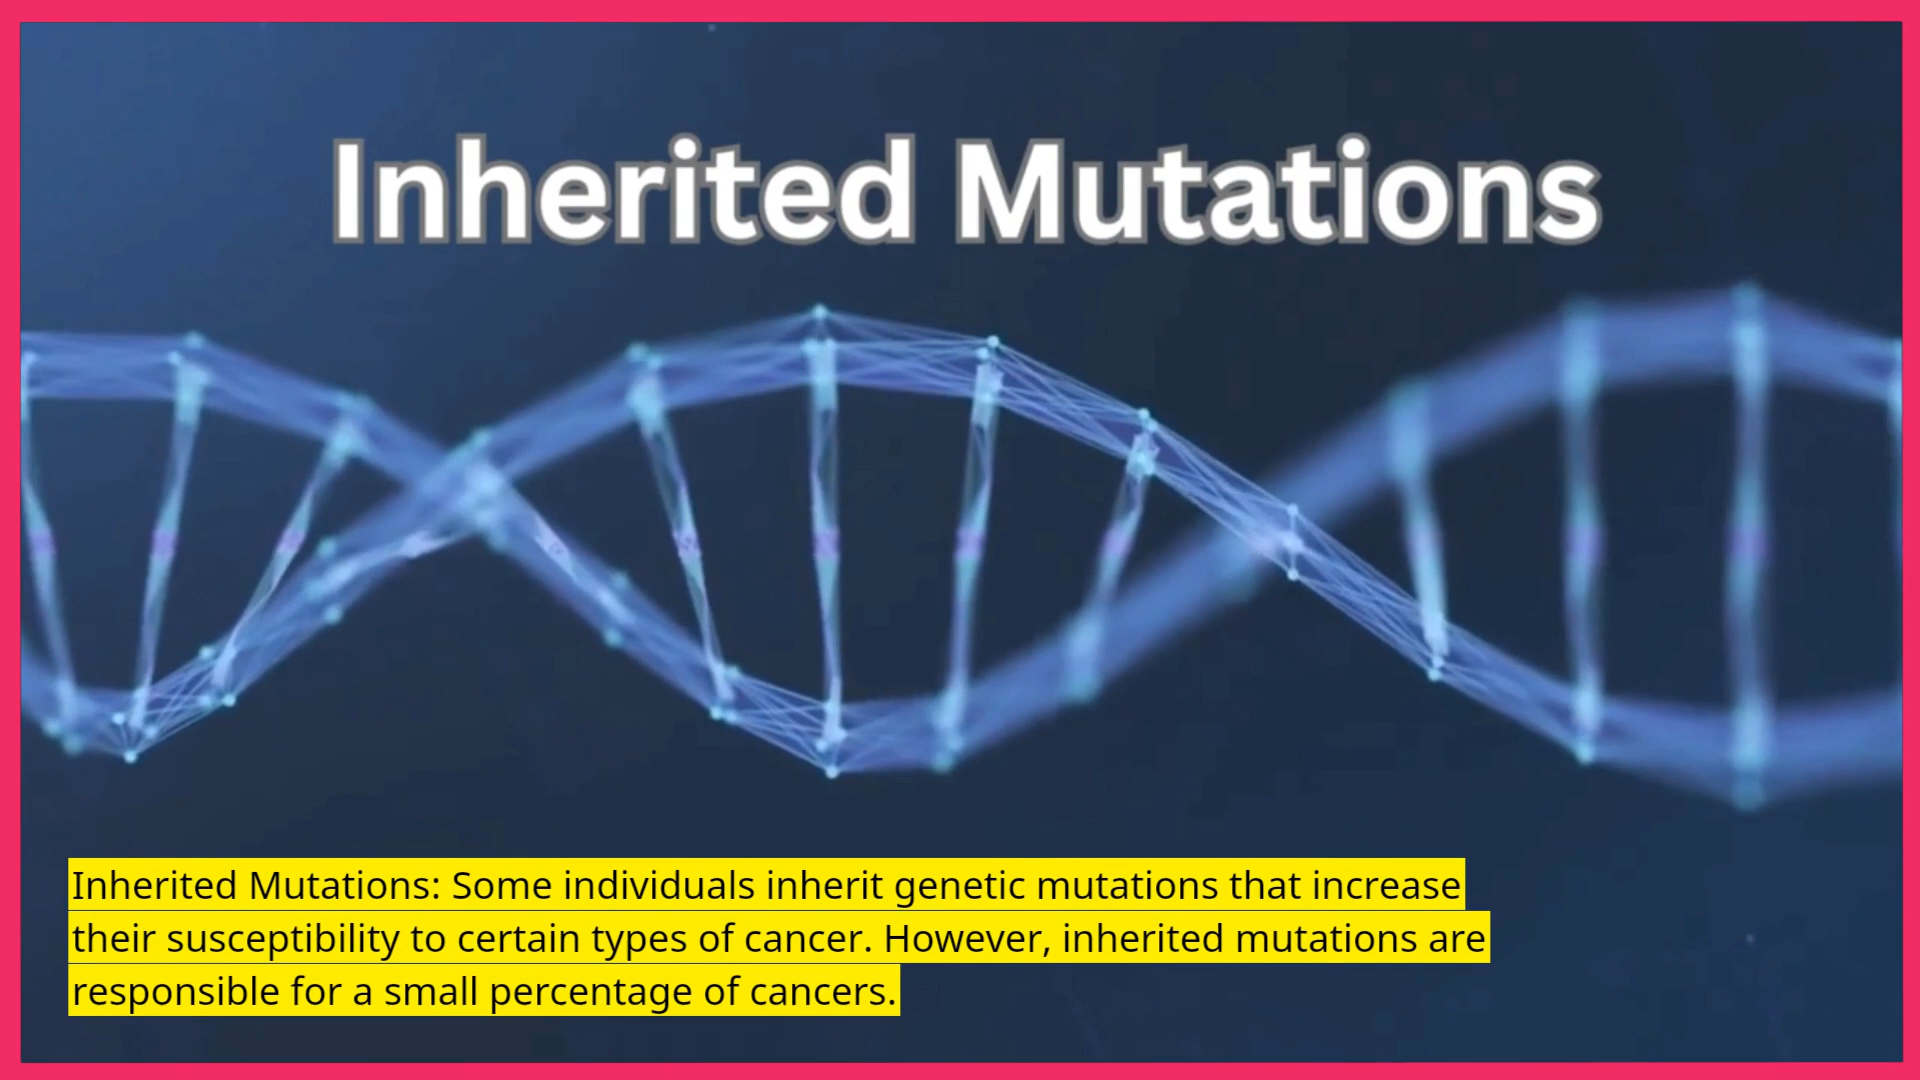 Inherited Mutations
Inherited Mutations: Some individuals inherit genetic mutations that increase
their susceptibility to certain types of cancer. However, inherited mutations are
responsible for a small percentage of cancers.